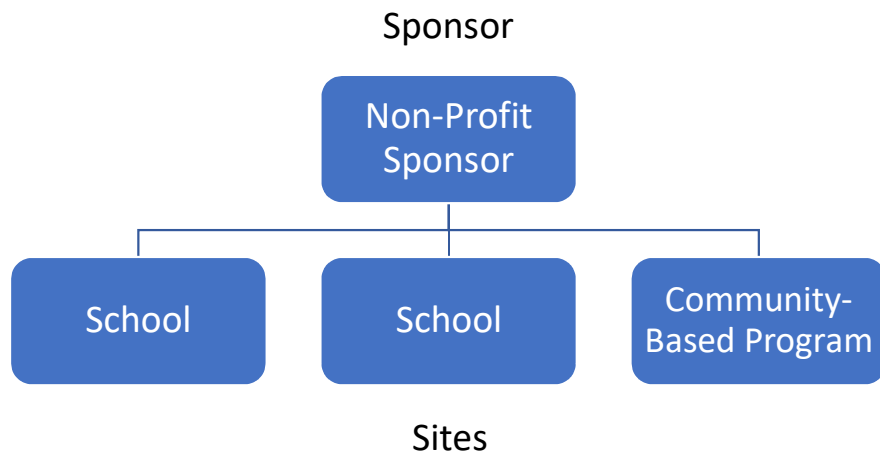 Sponsor
Non-Profit
Sponsor
School
School
Community-
Based Program
Sites